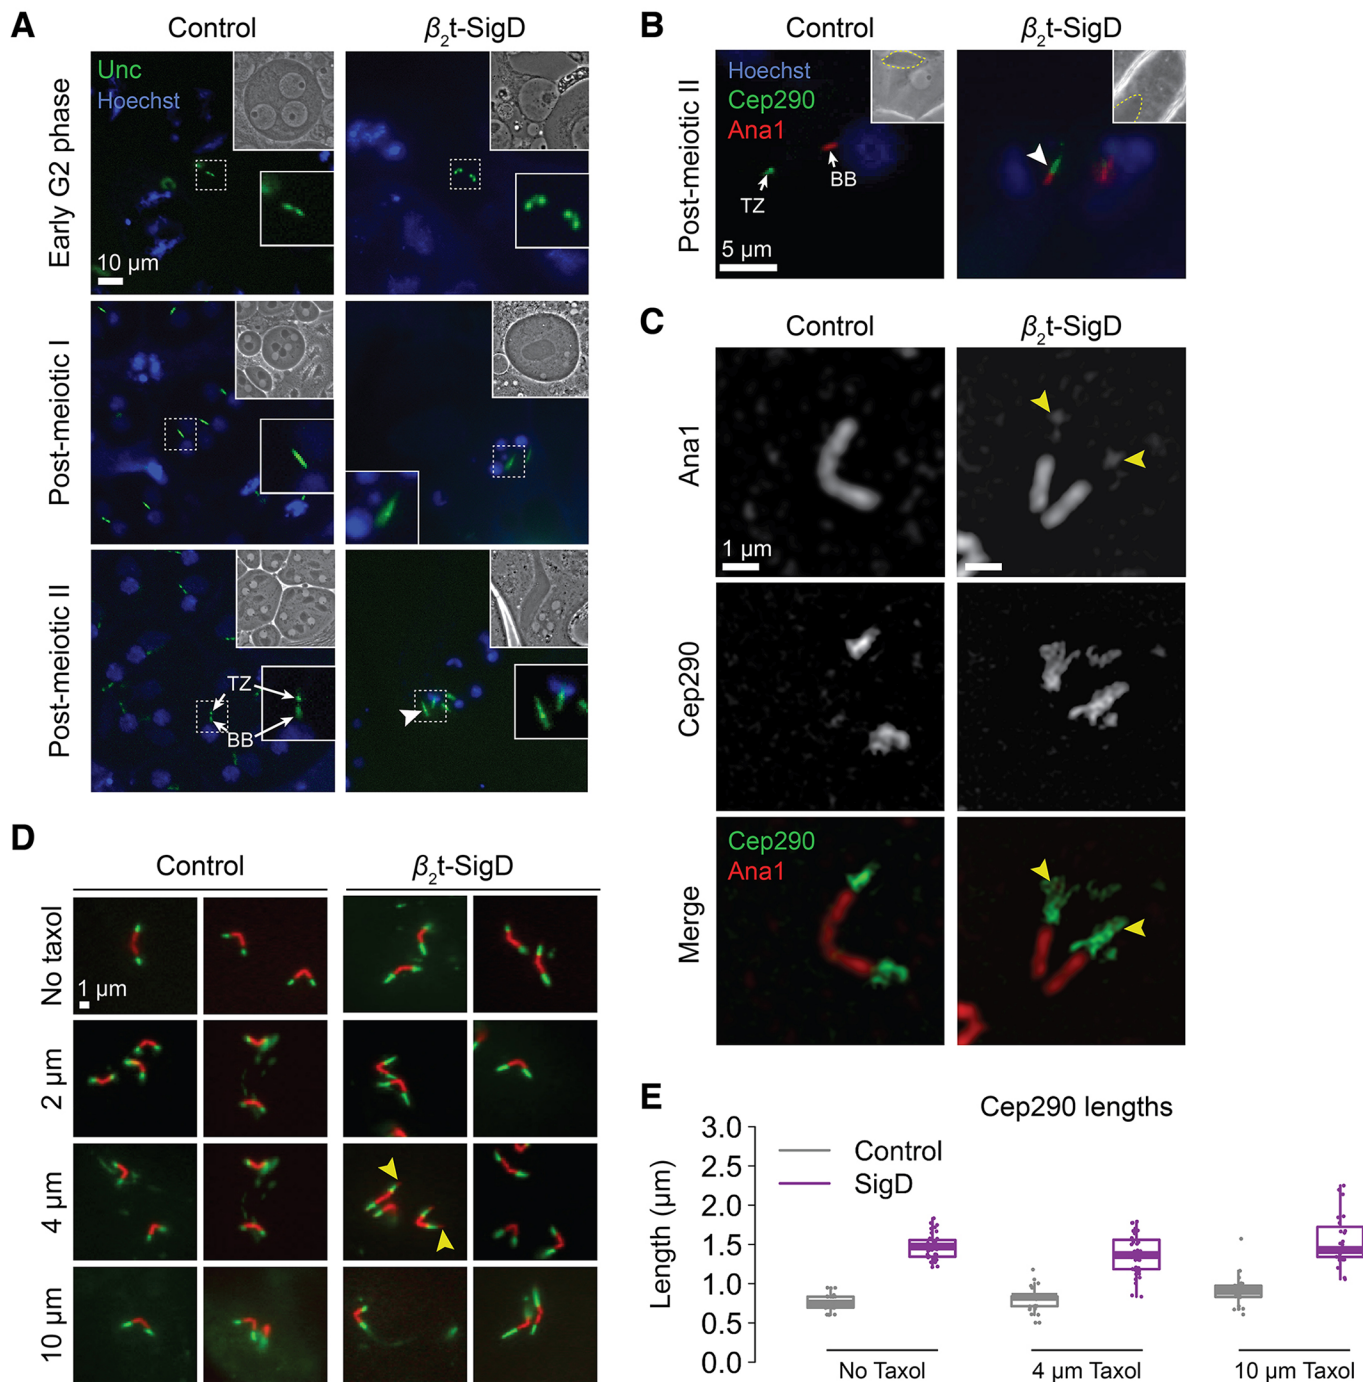 A
Control
β2t-SigD
Early G2 phase
Unc
Hoechst
10 µm
Post-meiotic I
Post-meiotic II
TZ
BB
B
Control
β2t-SigD
Post-meiotic II
Hoechst
Cep290
Ana1
TZ
BB
5 µm
C
Control
β2t-SigD
Ana1
1 µm
Cep290
Merge
Cep290
Ana1
D
Control
β2t-SigD
No taxol
1 µm
2 µm
4 µm
10 µm
E
Cep290 lengths
Length (µm)
3.0
2.5
2.0
1.5
1.0
0.5
0.0
Control
SigD
No Taxol
4 µm Taxol
10 µm Taxol